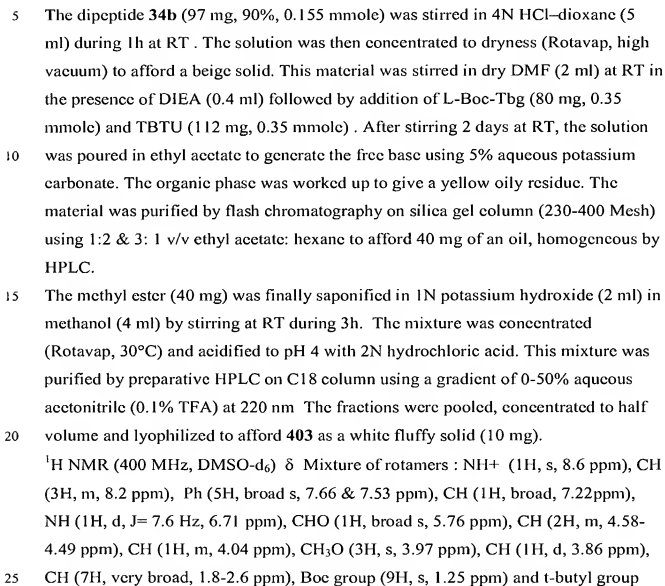 5 The dipeptide 34b (97 mg, 90%, 0.155 mmole) was stirred in 4N HCl–dioxane (5
ml) during 1h at RT . The solution was then concentrated to dryness (Rotavap, high
vacuum) to afford a beige solid. This material was stirred in dry DMF (2 ml) at RT in
the presence of DIEA (0.4 ml) followed by addition of L-Boc-Tbg (80 mg, 0.35
mmole) and TBTU (112 mg, 0.35 mmole) . After stirring 2 days at RT, the solution
10 was poured in ethyl acetate to generate the free base using 5% aqueous potassium
carbonate. The organic phase was worked up to give a yellow oily residue. The
material was purified by flash chromatography on silica gel column (230-400 Mesh)
using 1:2 & 3: 1 v/v ethyl acetate: hexane to afford 40 mg of an oil, homogeneous by
HPLC.
15 The methyl ester (40 mg) was finally saponified in 1N potassium hydroxide (2 ml) in
methanol (4 ml) by stirring at RT during 3h. The mixture was concentrated
(Rotavap, 30°C) and acidified to pH 4 with 2N hydrochloric acid. This mixture was
purified by preparative HPLC on C18 column using a gradient of 0-50% aqueous
acetonitrile (0.1% TFA) at 220 nm The fractions were pooled, concentrated to half
20 volume and lyophilized to afford 403 as a white fluffy solid (10 mg).
¹H NMR (400 MHz, DMSO-d₆) δ Mixture of rotamers : NH+ (1H, s, 8.6 ppm), CH
(3H, m, 8.2 ppm), Ph (5H, broad s, 7.66 & 7.53 ppm), CH (1H, broad, 7.22ppm),
NH (1H, d, J= 7.6 Hz, 6.71 ppm), CHO (1H, broad s, 5.76 ppm), CH (2H, m, 4.58-
4.49 ppm), CH (1H, m, 4.04 ppm), CH₃O (3H, s, 3.97 ppm), CH (1H, d, 3.86 ppm),
25 CH (7H, very broad, 1.8-2.6 ppm), Boc group (9H, s, 1.25 ppm) and t-butyl group